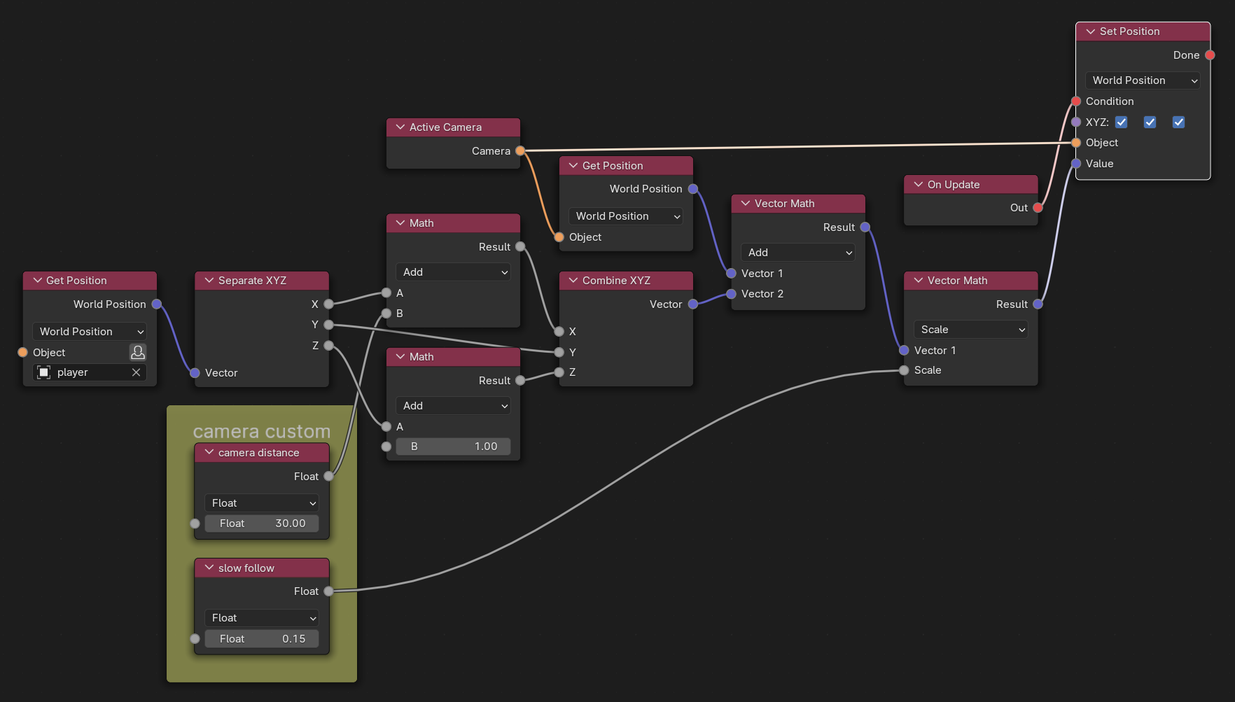 Set Position
Done
World Position
Condition
XYZ:
Object
Value
Active Camera
Camera
Get Position
World Position
World Position
Object
On Update
Out
Vector Math
Result
Add
Vector 1
Vector 2
Math
Result
Add
A
B
Get Position
World Position
World Position
Object
player
Separate XYZ
X
Y
Z
Vector
Combine XYZ
Vector
X
Y
Z
Vector Math
Result
Scale
Vector 1
Scale
Math
Result
Add
A
B 1.00
camera custom
camera distance
Float
Float
Float 30.00
slow follow
Float
Float
Float 0.15